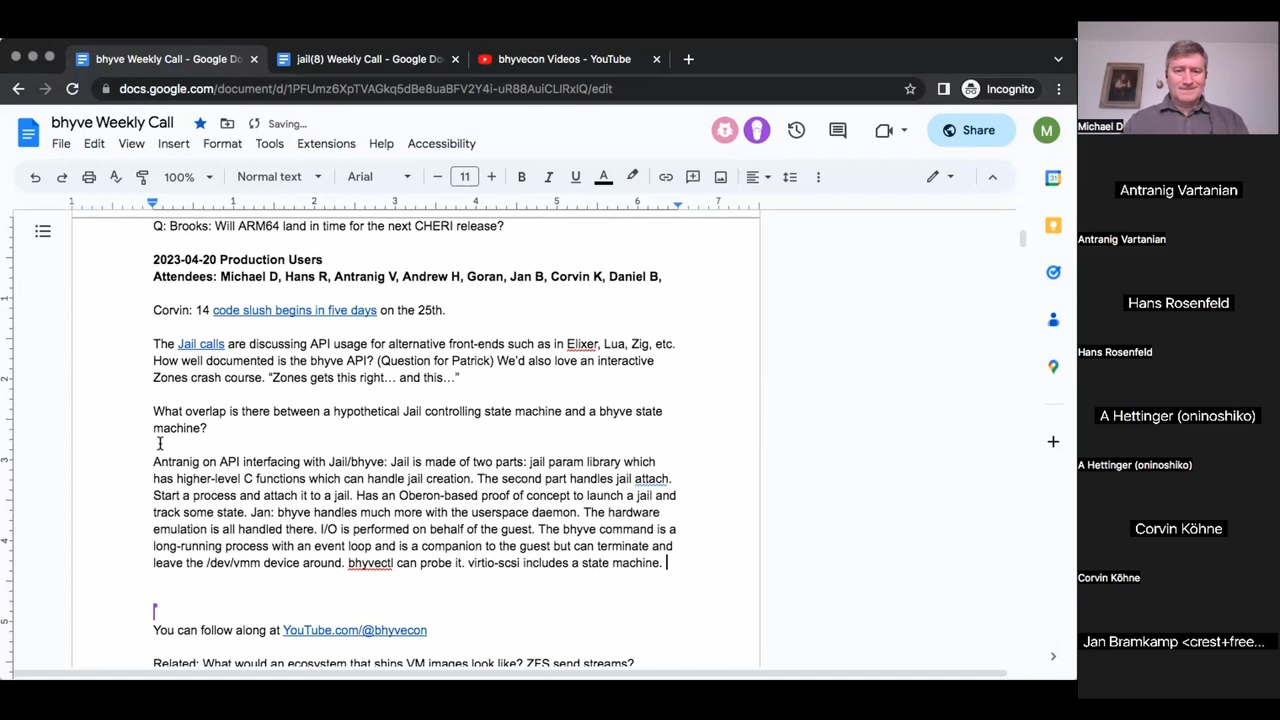 bhyve Weekly Call - Google Do
jail(8) Weekly Call - Google Do
bhyvecon Videos - YouTube
docs.google.com/document/d/1PFUmz6XpTVAGkq5dBe8uaBFV2Y4I-uR88AuiCLIRxIQ/edit
Incognito
bhyve Weekly Call
Saving...
File Edit View Insert Format Tools Extensions Help Accessibility
Share
M
100%
Normal text
Arial
11
1 1 2 3 4 5 6 7
Q: Brooks: Will ARM64 land in time for the next CHERI release?
2023-04-20 Production Users
Attendees: Michael D, Hans R, Antranig V, Andrew H, Goran, Jan B, Corvin K, Daniel B,
Corvin: 14 code slush begins in five days on the 25th.
The Jail calls are discussing API usage for alternative front-ends such as in Elixer, Lua, Zig, etc.
How well documented is the bhyve API? (Question for Patrick) We'd also love an interactive
Zones crash course. “Zones gets this right… and this…”
What overlap is there between a hypothetical Jail controlling state machine and a bhyve state
machine?
Antranig on API interfacing with Jail/bhyve: Jail is made of two parts: jail param library which
has higher-level C functions which can handle jail creation. The second part handles jail attach.
Start a process and attach it to a jail. Has an Oberon-based proof of concept to launch a jail and
track some state. Jan: bhyve handles much more with the userspace daemon. The hardware
emulation is all handled there. I/O is performed on behalf of the guest. The bhyve command is a
long-running process with an event loop and is a companion to the guest but can terminate and
leave the /dev/vmm device around. bhyvectl can probe it. virtio-scsi includes a state machine.
You can follow along at YouTube.com/@bhyvecon
Related: What would an ecosystem that ships VM images look like? ZFS send streams?
1
2
3
4
5
Michael D
Antranig Vartanian
Antranig Vartanian
Hans Rosenfeld
Hans Rosenfeld
A Hettinger (oninoshiko)
A Hettinger (oninoshiko)
Corvin Köhne
Corvin Köhne
Jan Bramkamp <crest+free...